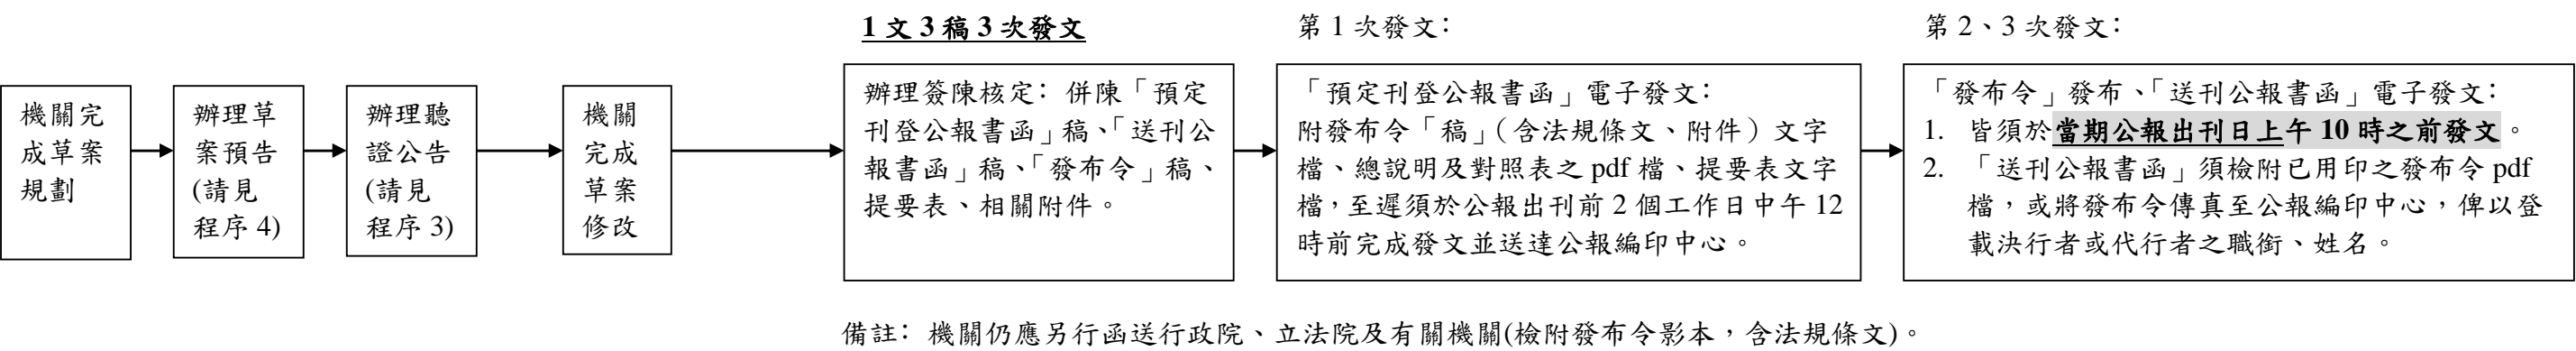 1 文 3 稿 3 次發文
第 1 次發文：
第 2、3 次發文：
機關完
成草案
規劃
辦理草
案預告
(請見
程序 4)
辦理聽
證公告
(請見
程序 3)
機關
完成
草案
修改
辦理簽陳核定：併陳「預定
刊登公報書函」稿、「送刊公
報書函」稿、「發布令」稿、
提要表、相關附件。
「預定刊登公報書函」電子發文：
附發布令「稿」（含法規條文、附件）文字
檔、總說明及對照表之 pdf 檔、提要表文字
檔，至遲須於公報出刊前 2 個工作日中午 12
時前完成發文並送達公報編印中心。
「發布令」發布、「送刊公報書函」電子發文：
1. 皆須於當期公報出刊日上午 10 時之前發文。
2. 「送刊公報書函」須檢附已用印之發布令 pdf
檔，或將發布令傳真至公報編印中心，俾以登
載決行者或代行者之職銜、姓名。
備註：機關仍應另行函送行政院、立法院及有關機關(檢附發布令影本，含法規條文)。